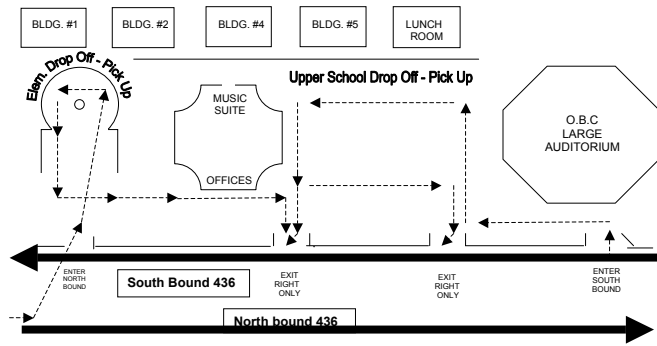 BLDG. #1
BLDG. #2
BLDG. #4
BLDG. #5
LUNCH
ROOM
Elem. Drop Off - Pick Up
Upper School Drop Off - Pick Up
MUSIC
SUITE
OFFICES
O.B.C
LARGE
AUDITORIUM
ENTER
NORTH
BOUND
South Bound 436
EXIT
RIGHT
ONLY
EXIT
RIGHT
ONLY
ENTER
SOUTH
BOUND
North bound 436